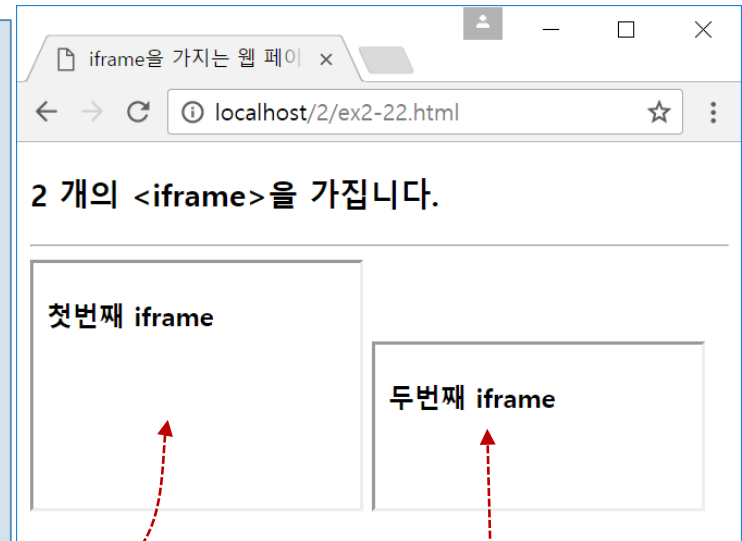 iframe을 가지는 웹 페이
localhost/2/ex2-22.html
2 개의 <iframe>을 가집니다.
첫번째 iframe
두번째 iframe